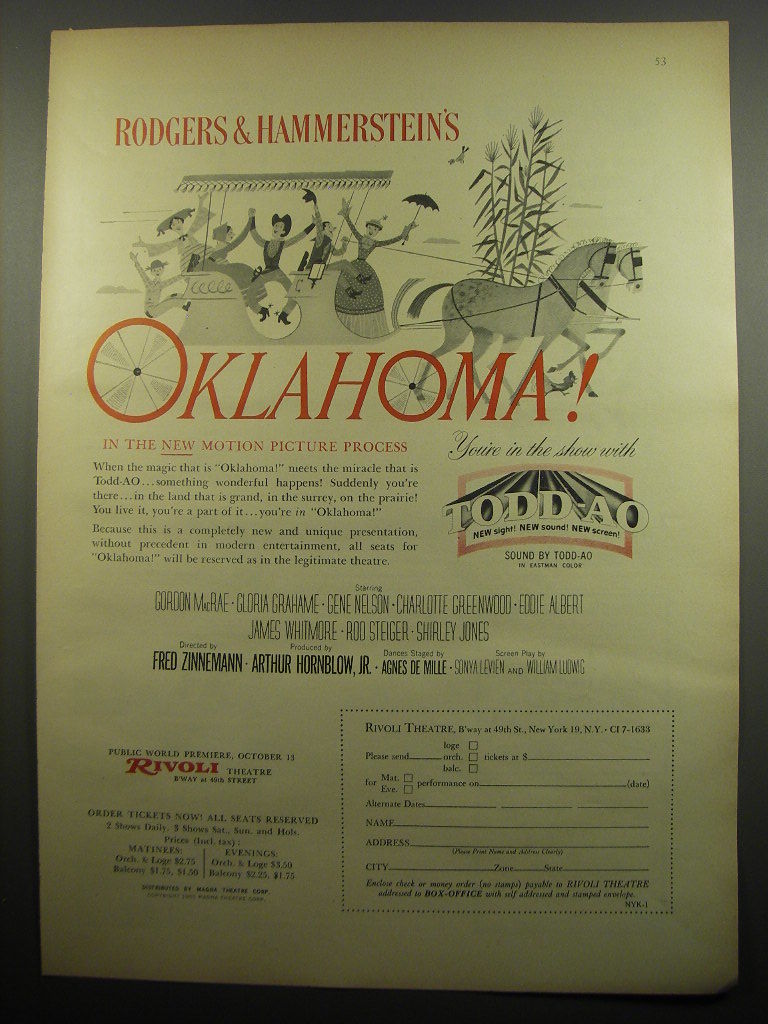 53
RODGERS & HAMMERSTEIN'S
OKLAHOMA!
IN THE NEW MOTION PICTURE PROCESS
When the magic that is "Oklahoma!" meets the miracle that is
Todd-AO...something wonderful happens! Suddenly you're
there...in the land that is grand, in the surrey, on the prairie!
You live it, you're a part of it...you're in "Oklahoma!"
Because this is a completely new and unique presentation,
without precedent in modern entertainment, all seats for
"Oklahoma!" will be reserved as in the legitimate theatre.
You're in the show with
TODD-AO
NEW sight! NEW sound! NEW screen!
SOUND BY TODD-AO
IN EASTMAN COLOR
Starring
GORDON MacRAE · GLORIA GRAHAME · GENE NELSON · CHARLOTTE GREENWOOD · EDDIE ALBERT
JAMES WHITMORE · ROD STEIGER · SHIRLEY JONES
Directed by Produced by Dances Staged by Screen Play by
FRED ZINNEMANN · ARTHUR HORNBLOW, JR. · AGNES DE MILLE · SONYA LEVIEN AND WILLIAM LUDWIG
PUBLIC WORLD PREMIERE, OCTOBER 13
RIVOLI THEATRE
B'WAY at 49th STREET
ORDER TICKETS NOW! ALL SEATS RESERVED
2 Shows Daily, 3 Shows Sat., Sun. and Hols.
Prices (Incl. tax):
MATINEES: EVENINGS:
Orch. & Loge $2.75 Orch. & Loge $3.50
Balcony $1.75, $1.50 Balcony $2.25, $1.75
DISTRIBUTED BY MAGNA THEATRE CORP.
COPYRIGHT 1955 MAGNA THEATRE CORP.
RIVOLI THEATRE, B'way at 49th St., New York 19, N.Y. · CI 7-1633
loge
Please send orch. tickets at $
balc.
Mat.
for performance on (date)
Eve.
Alternate Dates
NAME
ADDRESS
(Please Print Name and Address Clearly)
CITY Zone State
Enclose check or money order (no stamps) payable to RIVOLI THEATRE
addressed to BOX-OFFICE with self addressed and stamped envelope.
NYK-1